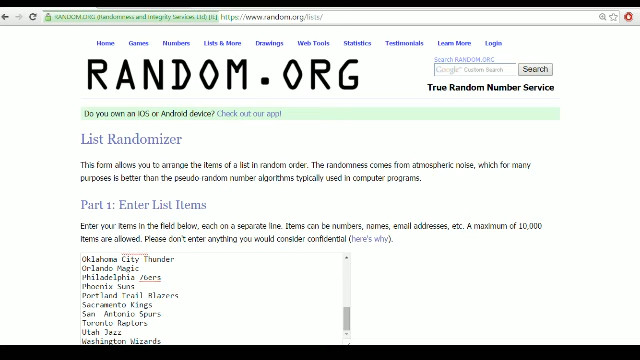 RANDOM.ORG (Randomness and Integrity Services Ltd) [IE] https://www.random.org/lists/
Home Games Numbers Lists & More Drawings Web Tools Statistics Testimonials Learn More Login
RANDOM.ORG
Search RANDOM.ORG
Google™ Custom Search Search
True Random Number Service
Do you own an iOS or Android device? Check out our app!
List Randomizer
This form allows you to arrange the items of a list in random order. The randomness comes from atmospheric noise, which for many
purposes is better than the pseudo random number algorithms typically used in computer programs.
Part 1: Enter List Items
Enter your items in the field below, each on a separate line. Items can be numbers, names, email addresses, etc. A maximum of 10,000
items are allowed. Please don't enter anything you would consider confidential (here's why).
Oklahoma City Thunder
Orlando Magic
Philadelphia 76ers
Phoenix Suns
Portland Trail Blazers
Sacramento Kings
San  Antonio Spurs
Toronto Raptors
Utah Jazz
Washington Wizards